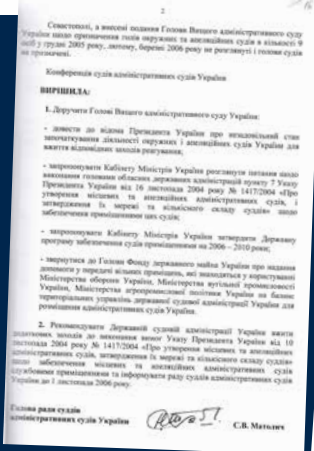 2
Севастополі, а внесені подання Голови Вищого адміністративного суду
України щодо призначення голів окружних та апеляційних судів в кількості 9
осіб у грудні 2005 року, лютому, березні 2006 року не розглянуті і голови судів
не призначені.
Конференція суддів адміністративних судів України
ВИРІШИЛА:
1. Доручити Голові Вищого адміністративного суду України:
- довести до відома Президента України про незадовільний стан
започаткування діяльності окружних і апеляційних судів України для
вжиття відповідних заходів реагування;
- запропонувати Кабінету Міністрів України розглянути питання щодо
виконання головами обласних державних адміністрацій пункту 7 Указу
Президента України від 16 листопада 2004 року № 1417/2004 «Про
утворення місцевих та апеляційних адміністративних судів, і
затвердження їх мережі та кількісного складу суддів» щодо
забезпечення приміщеннями цих судів;
- запропонувати Кабінету Міністрів України затвердити Державну
програму забезпечення судів приміщеннями на 2006 – 2010 роки;
- звернутися до Голови Фонду державного майна України про надання
допомоги у передачі вільних приміщень, які знаходяться у користуванні
Міністерства оборони України, Міністерства вугільної промисловості
України, Міністерства агропромислової політики України на баланс
територіальних управлінь державної судової адміністрації України для
розміщення адміністративних судів України.
2. Рекомендувати Державній судовій адміністрації України вжити
додаткових заходів до виконання вимог Указу Президента України від 10
листопада 2004 року № 1417/2004 «Про утворення місцевих та апеляційних
адміністративних судів, затвердження їх мережі та кількісного складу суддів»
щодо забезпечення місцевих та апеляційних адміністративних судів
службовими приміщеннями та інформувати раду суддів адміністративних судів
України до 1 листопада 2006 року.
Голова ради суддів
адміністративних судів України
С.В. Матолич